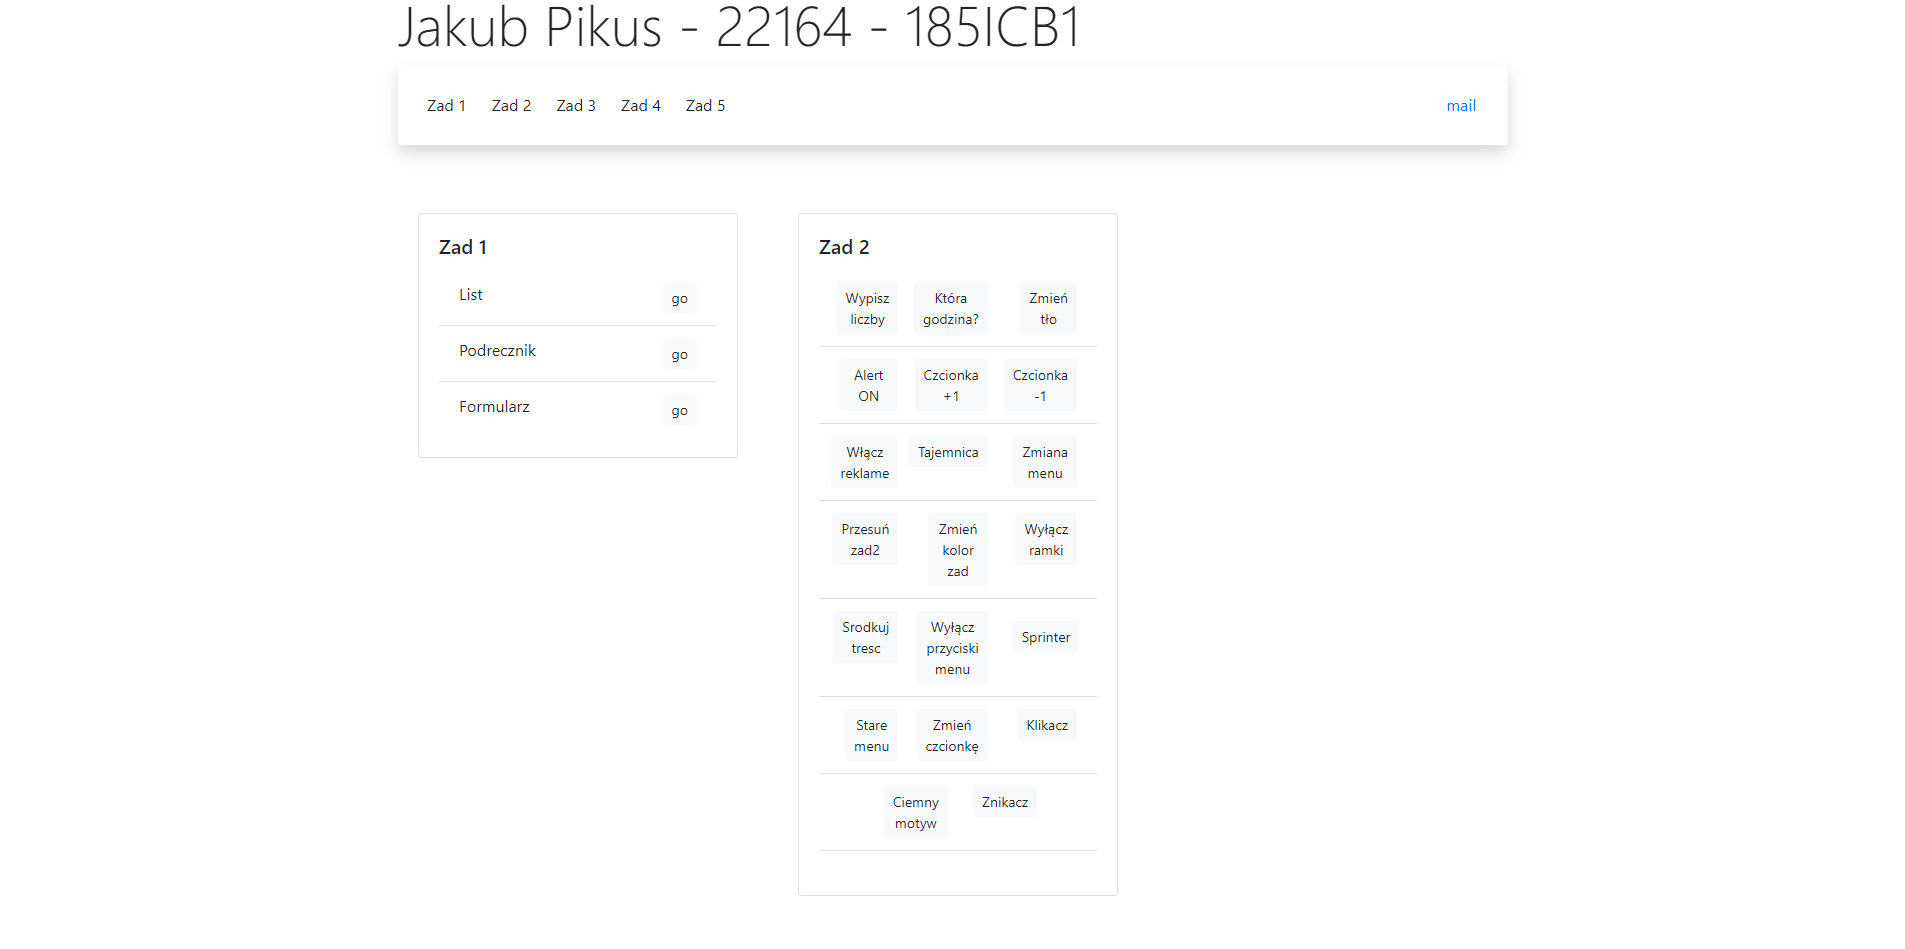 Jakub Pikus - 22164 - 185ICB1
Zad 1 Zad 2 Zad 3 Zad 4 Zad 5 mail
Zad 1
List go
Podrecznik go
Formularz go
Zad 2
Wypisz
liczby
Która
godzina?
Zmień
tło
Alert
ON
Czcionka
+1
Czcionka
-1
Włącz
reklame
Tajemnica
Zmiana
menu
Przesuń
zad2
Zmień
kolor
zad
Wyłącz
ramki
Srodkuj
tresc
Wyłącz
przyciski
menu
Sprinter
Stare
menu
Zmień
czcionkę
Klikacz
Ciemny
motyw
Znikacz